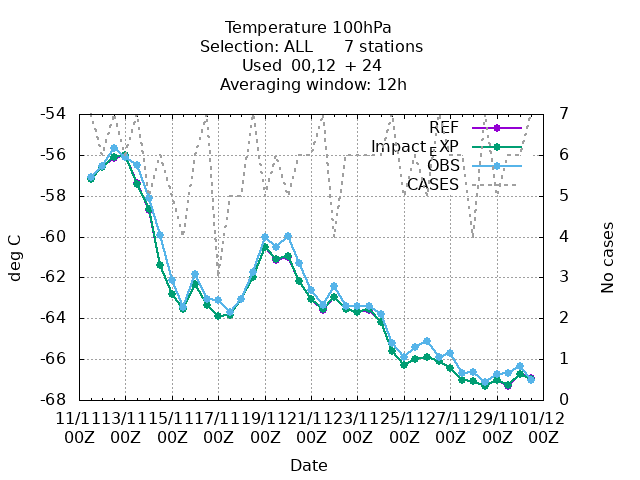 Temperature 100hPa
Selection: ALL 7 stations
Used 00,12 + 24
Averaging window: 12h
-54
-56
-58
-60
-62
-64
-66
-68
deg C
7
6
5
4
3
2
1
0
No cases
REF
Impact_EXP
OBS
CASES
11/11 13/11 15/11 17/11 19/11 21/11 23/11 25/11 27/11 29/11 01/12
00Z 00Z 00Z 00Z 00Z 00Z 00Z 00Z 00Z 00Z 00Z
Date